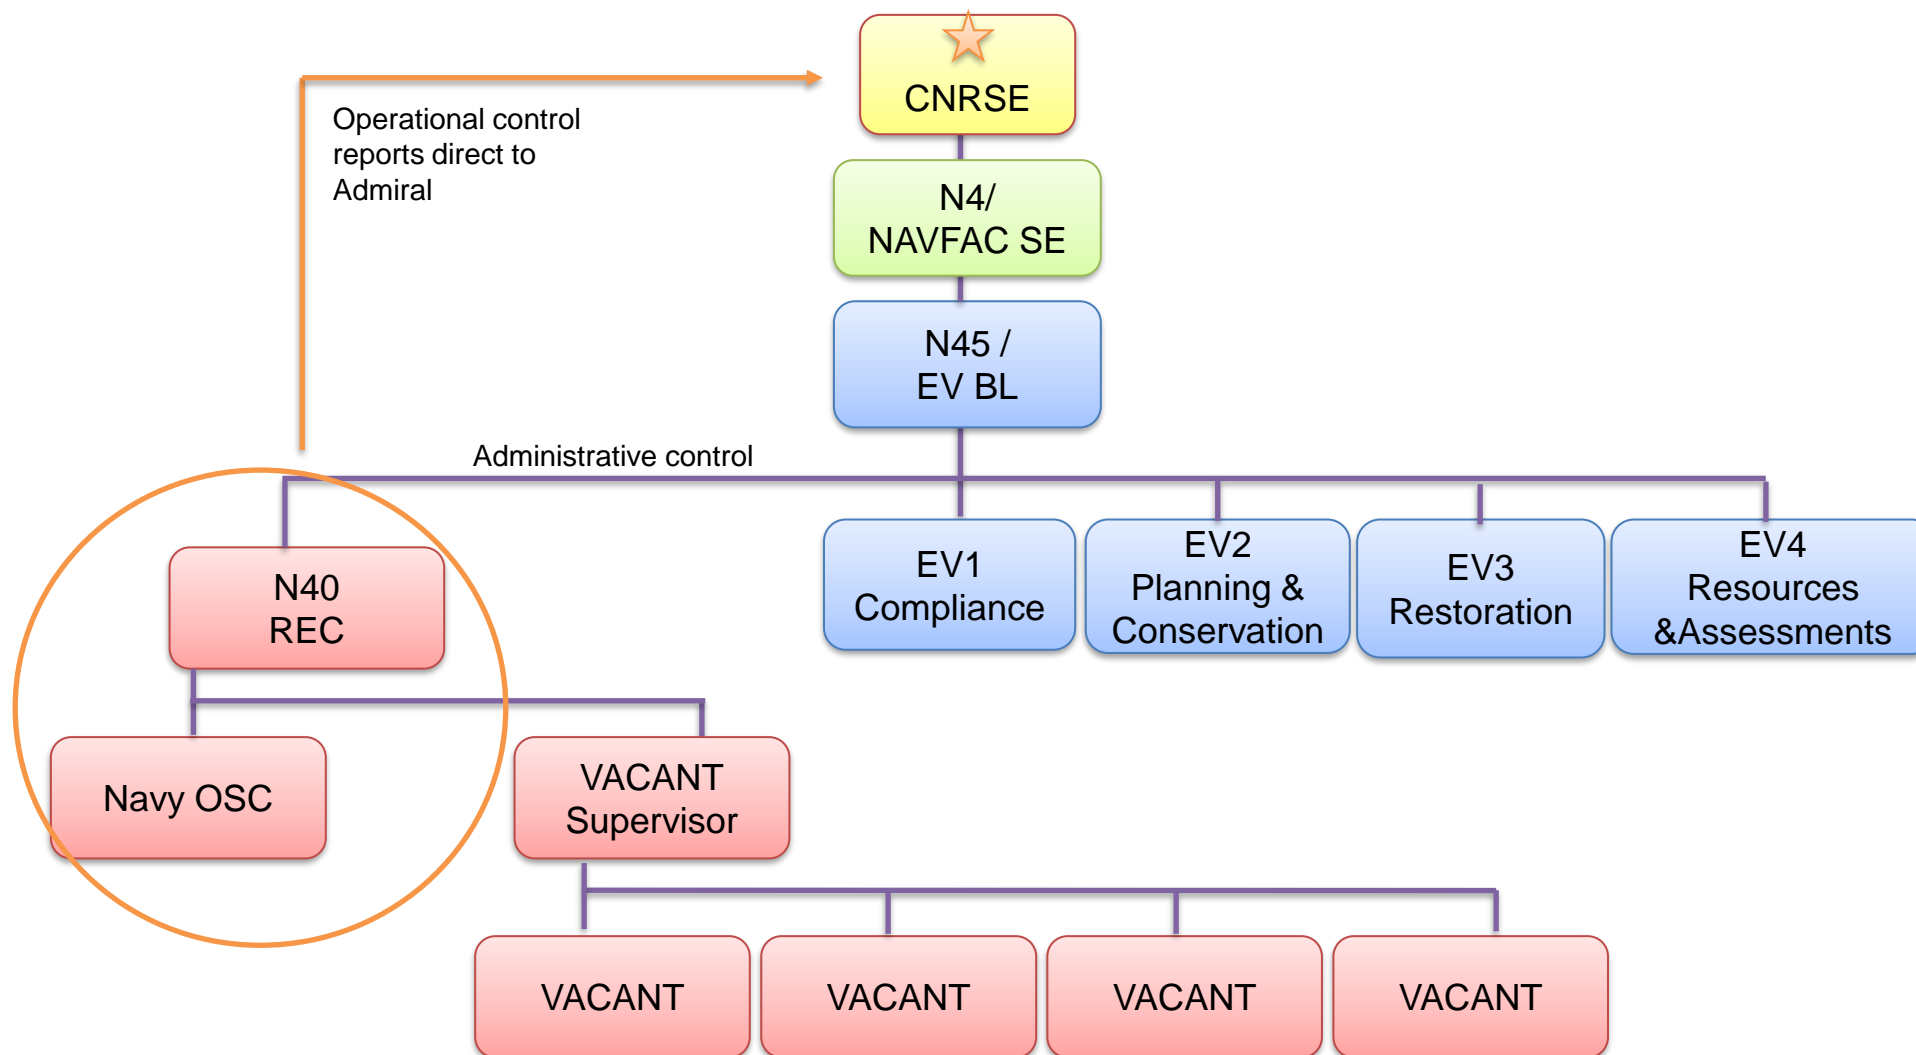 CNRSE
Operational control
reports direct to
Admiral
N4/
NAVFAC SE
N45 /
EV BL
Administrative control
N40
REC
EV1
Compliance
EV2
Planning &
Conservation
EV3
Restoration
EV4
Resources
&Assessments
Navy OSC
VACANT
Supervisor
VACANT
VACANT
VACANT
VACANT